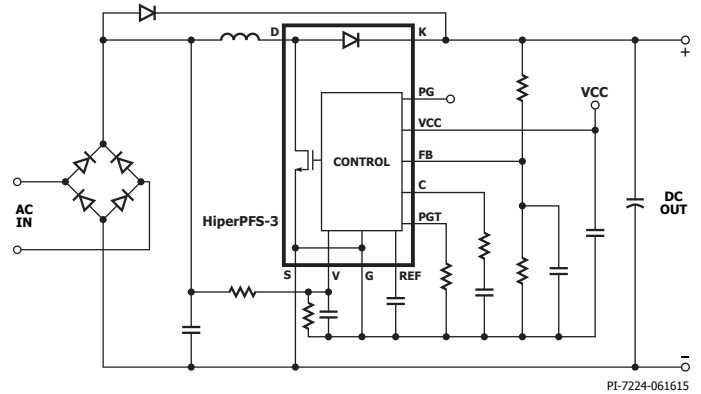 D
K
+
PG
VCC
VCC
CONTROL
FB
C
AC
IN
HiperPFS-3
PGT
DC
OUT
S
V
G
REF
–
PI-7224-061615